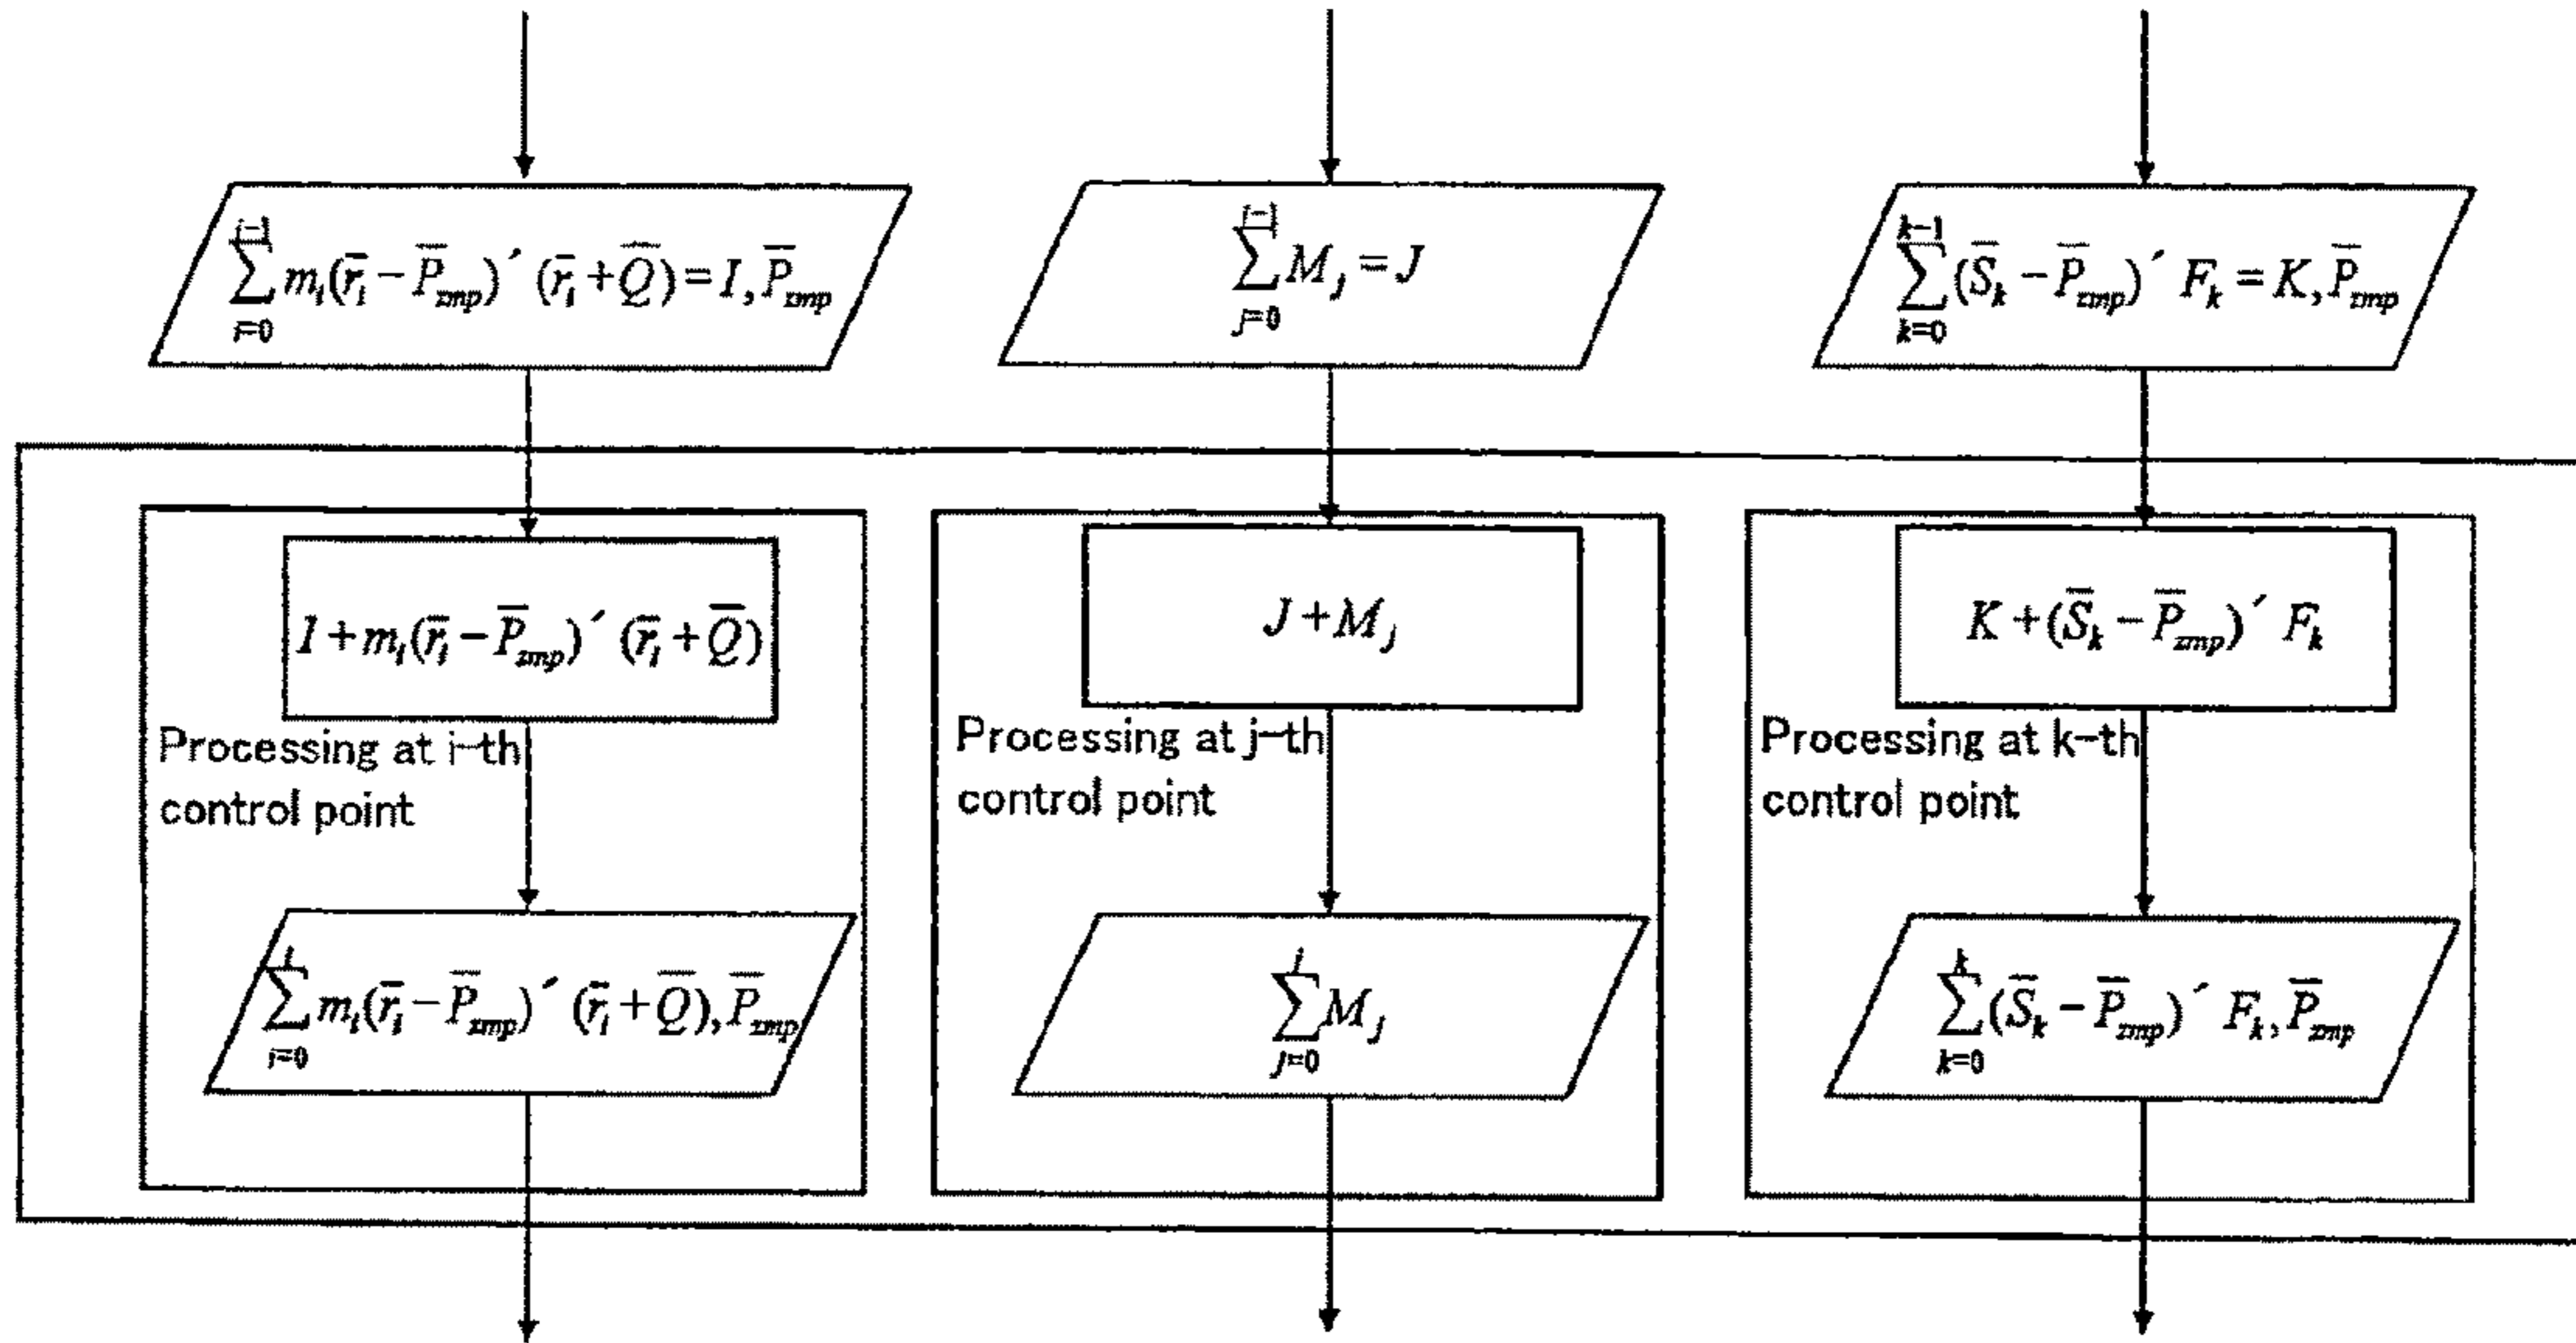 ∑_{i=0}^{i-1} m_i(r̄_i − P̄_zmp)´ (r̄_i + Q̄) = I, P̄_zmp
∑_{j=0}^{j-1} M_j = J
∑_{k=0}^{k-1} (S̄_k − P̄_zmp)´ F_k = K, P̄_zmp
I + m_i(r̄_i − P̄_zmp)´ (r̄_i + Q̄)
J + M_j
K + (S̄_k − P̄_zmp)´ F_k
Processing at i-th
control point
Processing at j-th
control point
Processing at k-th
control point
∑_{i=0}^{i} m_i(r̄_i − P̄_zmp)´ (r̄_i + Q̄), P̄_zmp
∑_{j=0}^{j} M_j
∑_{k=0}^{k} (S̄_k − P̄_zmp)´ F_k, P̄_zmp